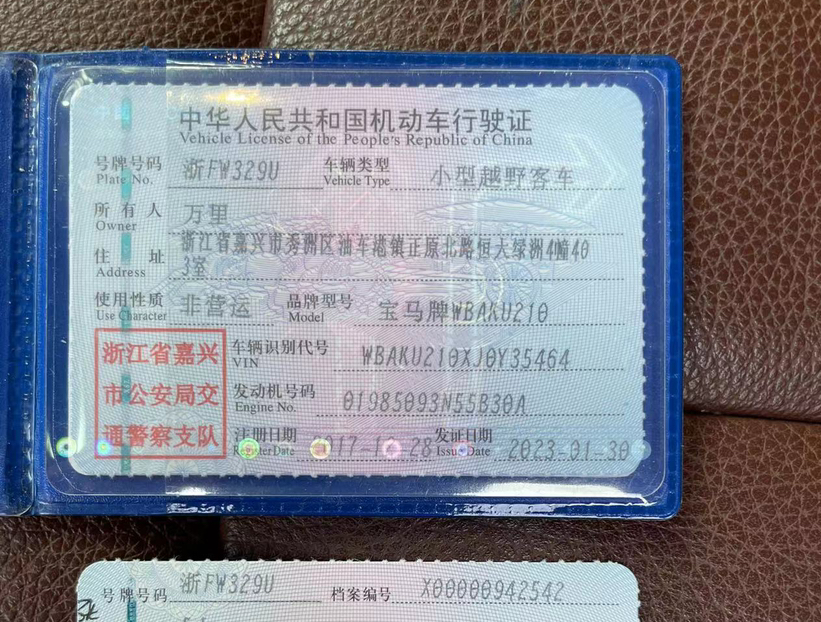 中华人民共和国机动车行驶证
Vehicle License of the People's Republic of China
号牌号码 浙FW329U 车辆类型 小型越野客车
Plate No. Vehicle Type
所有人 万里
Owner
住址 浙江省嘉兴市秀洲区油车港镇正原北路恒大绿洲4幢40
Address 3室
使用性质 非营运 品牌型号 宝马牌WBAKU210
Use Character Model
浙江省嘉兴
市公安局交
通警察支队
车辆识别代号 WBAKU210XJ0Y35464
VIN
发动机号码 01985093N55B30A
Engine No.
注册日期 发证日期 2023-01-30
Register Date Issue Date
号牌号码 浙FW329U 档案编号 X00000942542